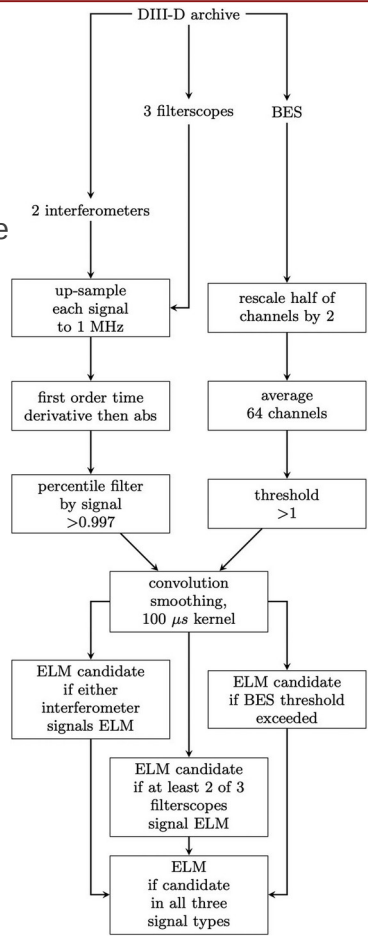 DIII-D archive
3 filterscopes
BES
2 interferometers
e
up-sample
each signal
to 1 MHz
rescale half of
channels by 2
first order time
derivative then abs
average
64 channels
percentile filter
by signal
>0.997
threshold
>1
convolution
smoothing,
100 μs kernel
ELM candidate
if either
interferometer
signals ELM
ELM candidate
if BES threshold
exceeded
ELM candidate
if at least 2 of 3
filterscopes
signal ELM
ELM
if candidate
in all three
signal types